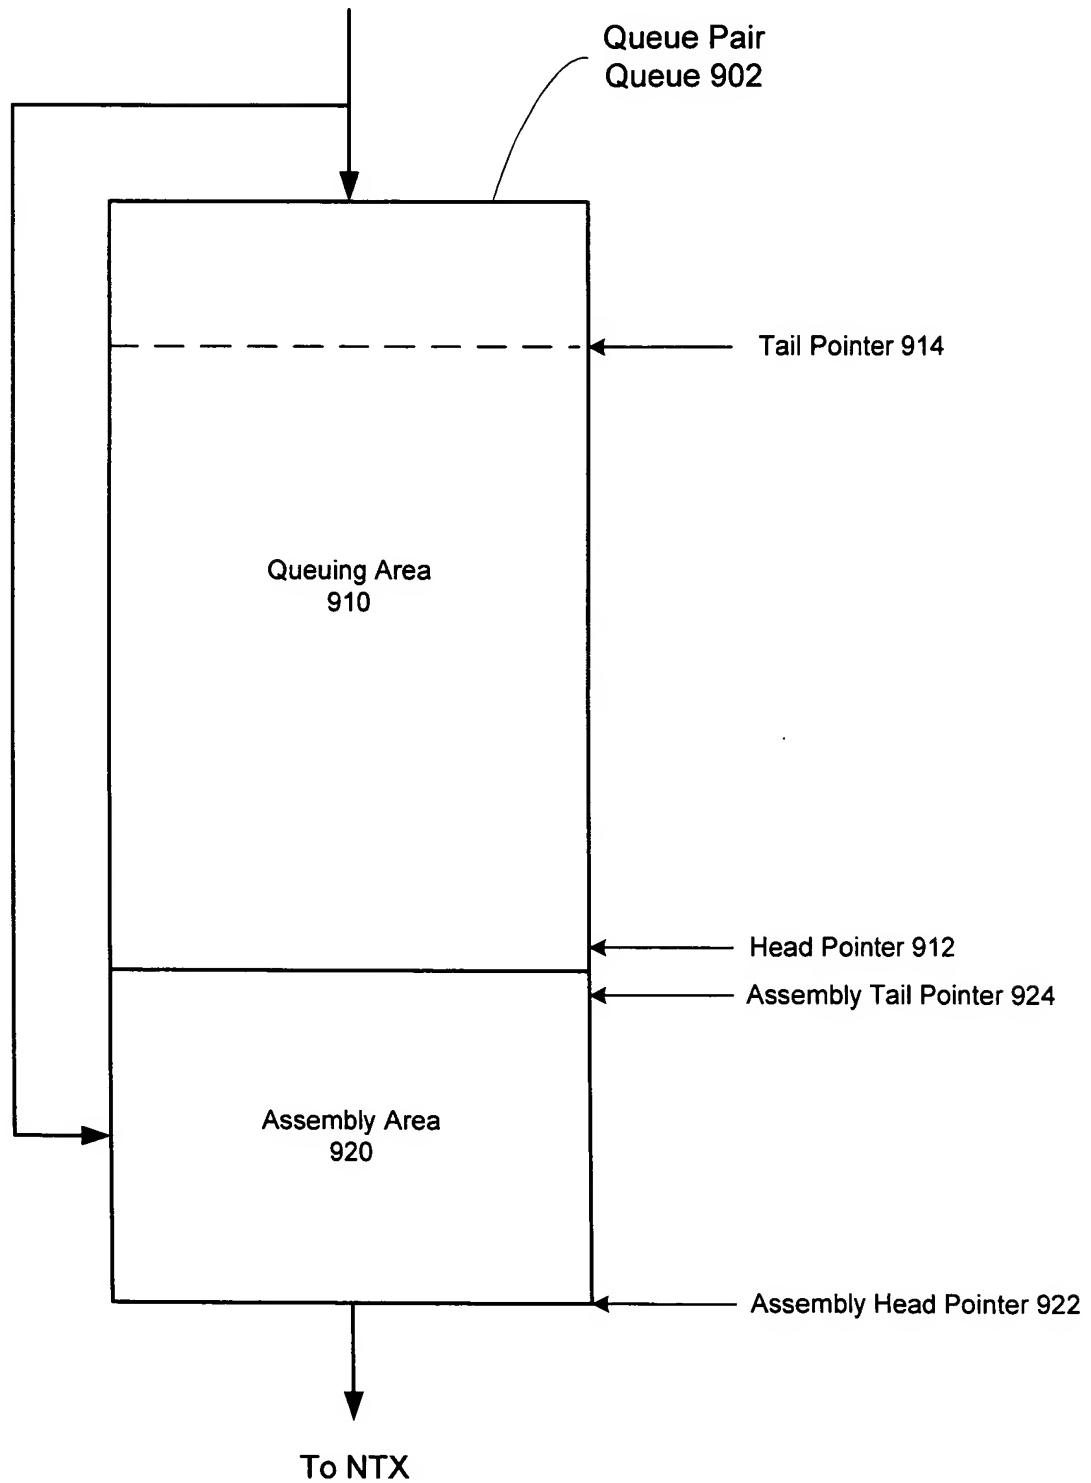 Queue Pair
Queue 902
Tail Pointer 914
Queuing Area
910
Head Pointer 912
Assembly Tail Pointer 924
Assembly Area
920
Assembly Head Pointer 922
To NTX